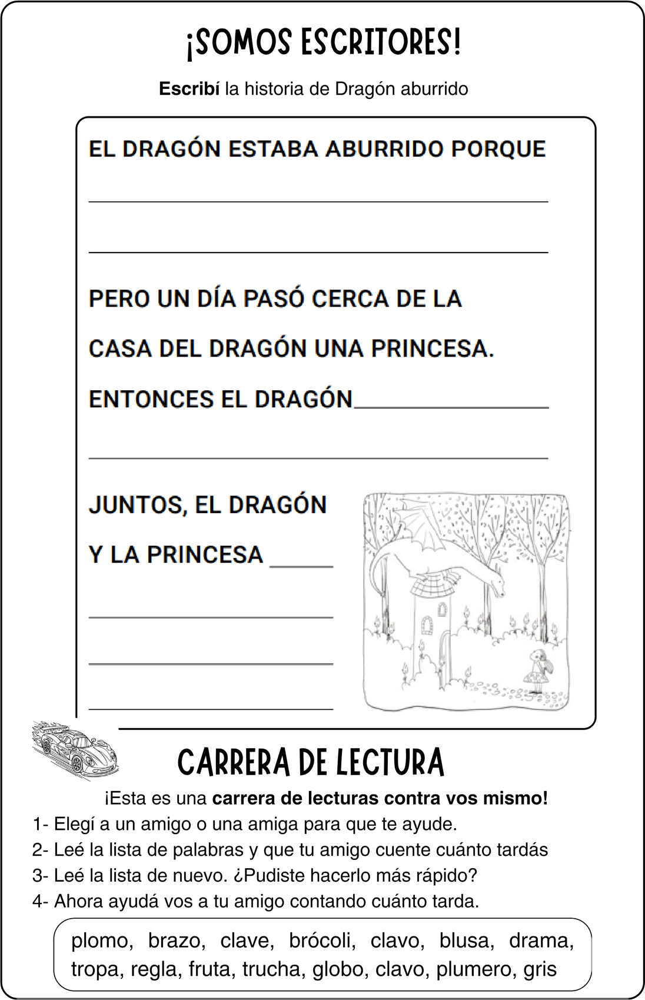 ¡SOMOS ESCRITORES!
Escribí la historia de Dragón aburrido
EL DRAGÓN ESTABA ABURRIDO PORQUE
PERO UN DÍA PASÓ CERCA DE LA
CASA DEL DRAGÓN UNA PRINCESA.
ENTONCES EL DRAGÓN
JUNTOS, EL DRAGÓN
Y LA PRINCESA
CARRERA DE LECTURA
¡Esta es una carrera de lecturas contra vos mismo!
1- Elegí a un amigo o una amiga para que te ayude.
2- Leé la lista de palabras y que tu amigo cuente cuánto tardás
3- Leé la lista de nuevo. ¿Pudiste hacerlo más rápido?
4- Ahora ayudá vos a tu amigo contando cuánto tarda.
plomo, brazo, clave, brócoli, clavo, blusa, drama,
tropa, regla, fruta, trucha, globo, clavo, plumero, gris